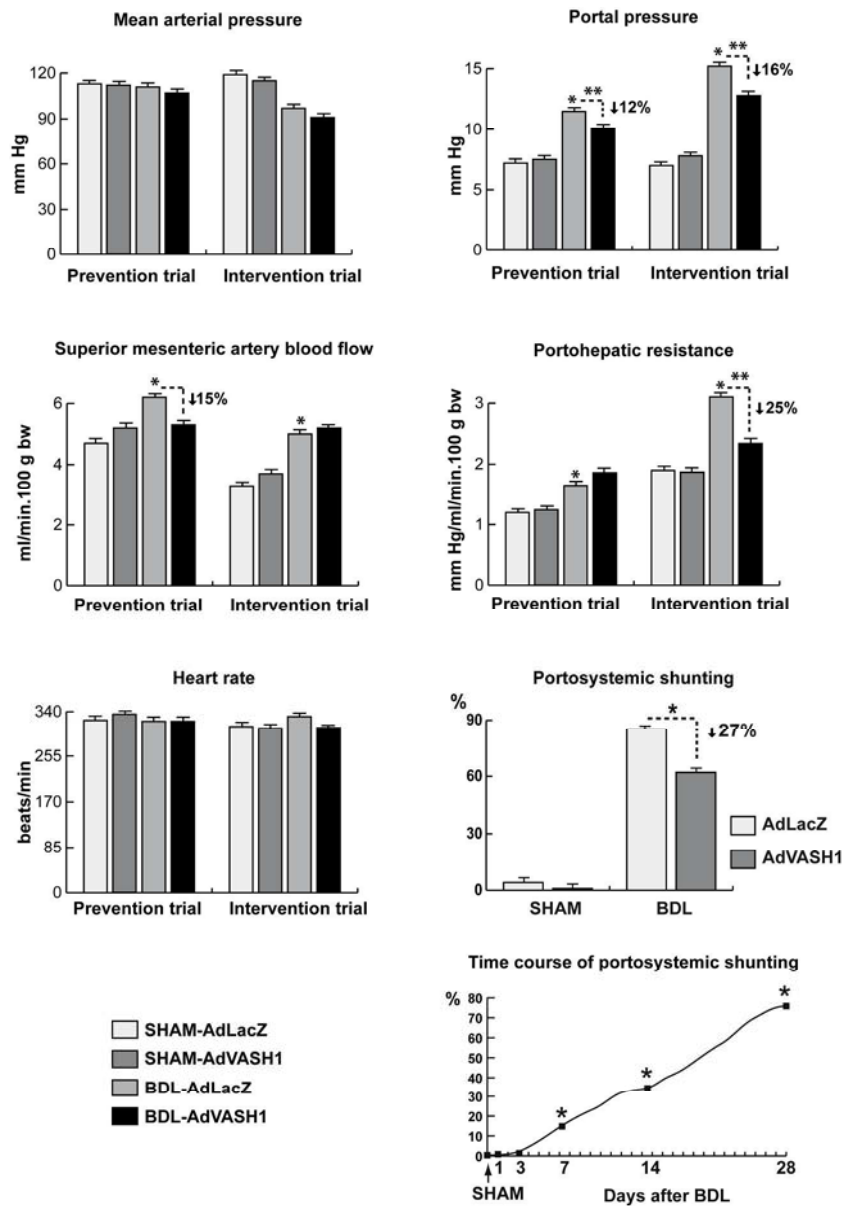 Mean arterial pressure
120
90
60
30
0
mm Hg
Prevention trial Intervention trial
Portal pressure
15
10
5
0
mm Hg
* ** ↓12%
* ** ↓16%
Prevention trial Intervention trial
Superior mesenteric artery blood flow
6
4
2
0
ml/min.100 g bw
* ↓15%
*
Prevention trial Intervention trial
Portohepatic resistance
3
2
1
0
mm Hg/ml/min.100 g bw
*
* ** ↓25%
Prevention trial Intervention trial
Heart rate
340
255
170
85
0
beats/min
Prevention trial Intervention trial
Portosystemic shunting
%
90
60
30
0
* ↓27%
SHAM BDL
AdLacZ
AdVASH1
SHAM-AdLacZ
SHAM-AdVASH1
BDL-AdLacZ
BDL-AdVASH1
Time course of portosystemic shunting
%
80
70
60
50
40
30
20
10
0
* * *
1 3 7 14 28
SHAM Days after BDL